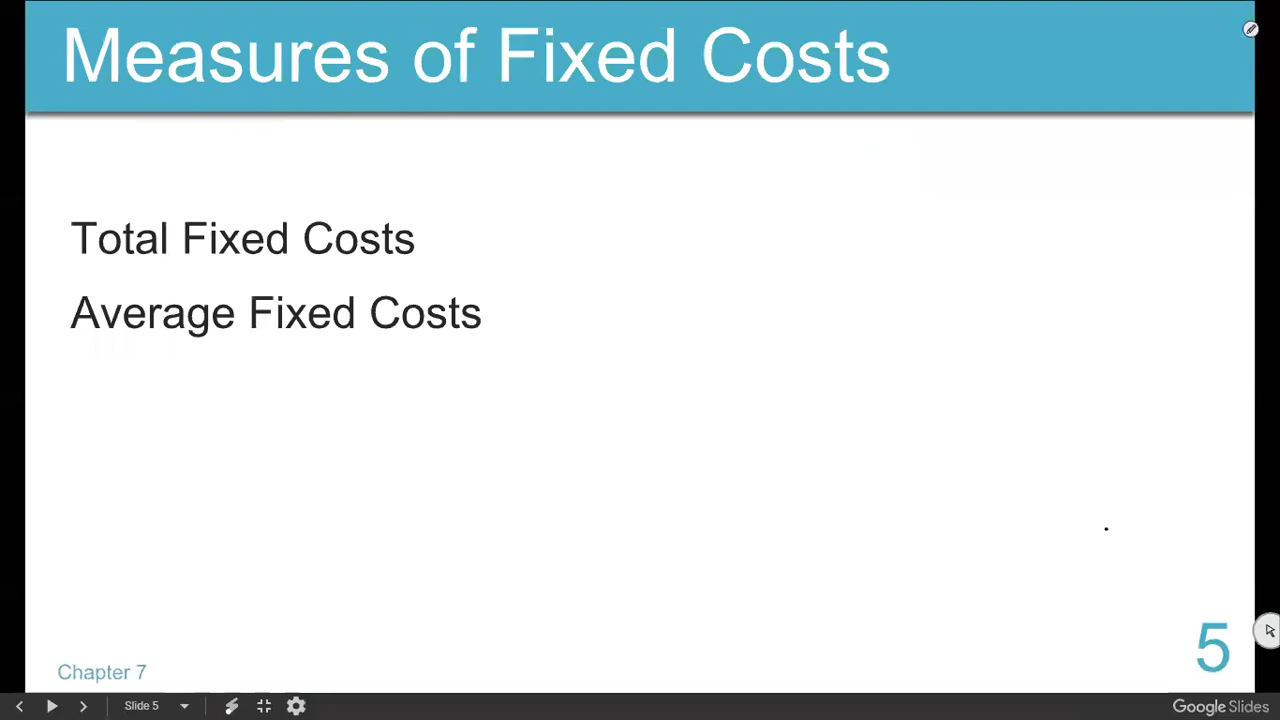 Measures of Fixed Costs
Total Fixed Costs
Average Fixed Costs
5
Chapter 7
Slide 5
Google Slides